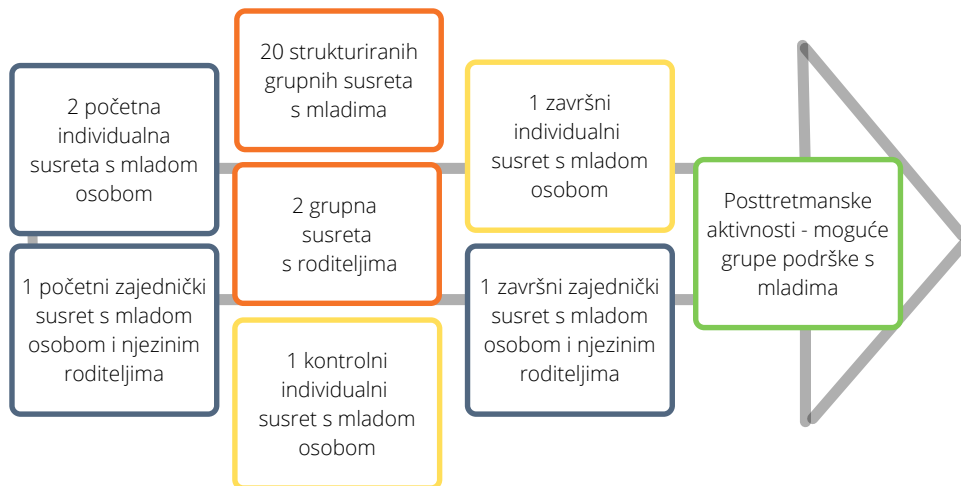 2 početna
individualna
susreta s mladom
osobom
1 početni zajednički
susret s mladom
osobom i njezinim
roditeljima
20 strukturiranih
grupnih susreta
s mladima
2 grupna
susreta
s roditeljima
1 kontrolni
individualni
susret s mladom
osobom
1 završni
individualni
susret s mladom
osobom
1 završni zajednički
susret s mladom
osobom i njezinim
roditeljima
Posttretmanske
aktivnosti - moguće
grupe podrške s
mladima